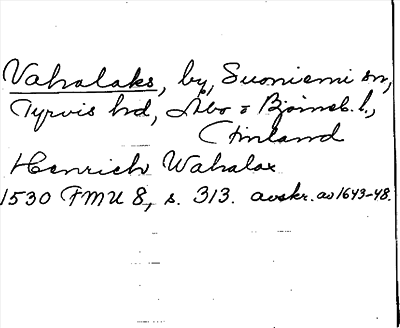 Vahalaks, by, Suoniemi sn,
Tyrvis hd, Åbo o Björneb. l.,
Finland
Henrich Wahalax
1530 FMU 8, s. 313. avskr. av 1643-48.